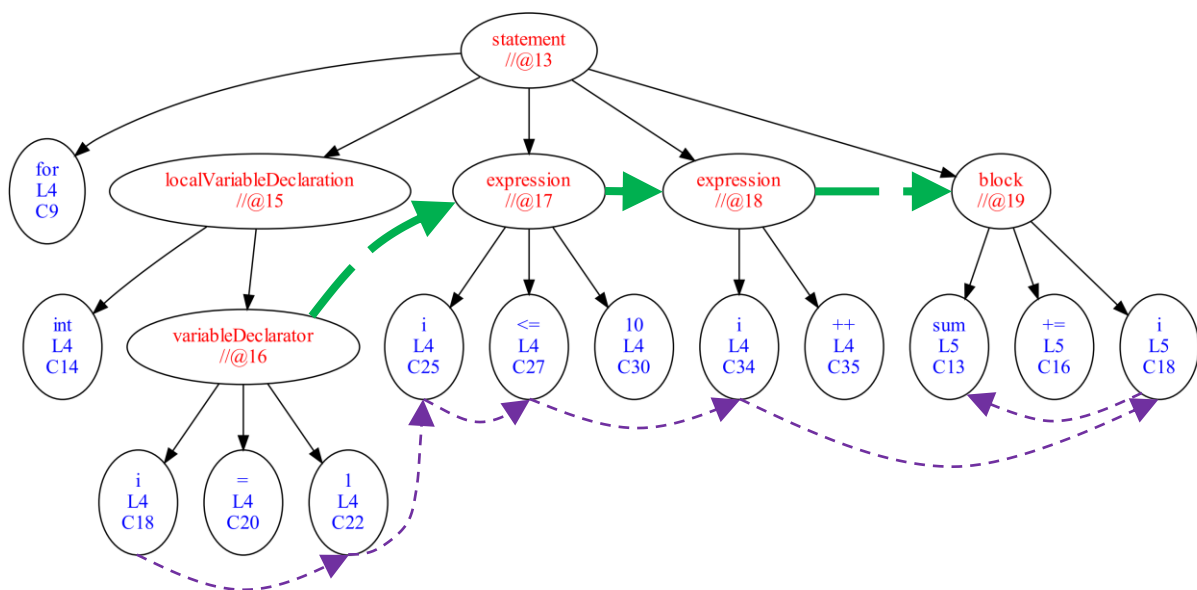 statement
//@13
for
L4
C9
localVariableDeclaration
//@15
expression
//@17
expression
//@18
block
//@19
int
L4
C14
variableDeclarator
//@16
i
L4
C25
<=
L4
C27
10
L4
C30
i
L4
C34
++
L4
C35
sum
L5
C13
+=
L5
C16
i
L5
C18
i
L4
C18
=
L4
C20
1
L4
C22